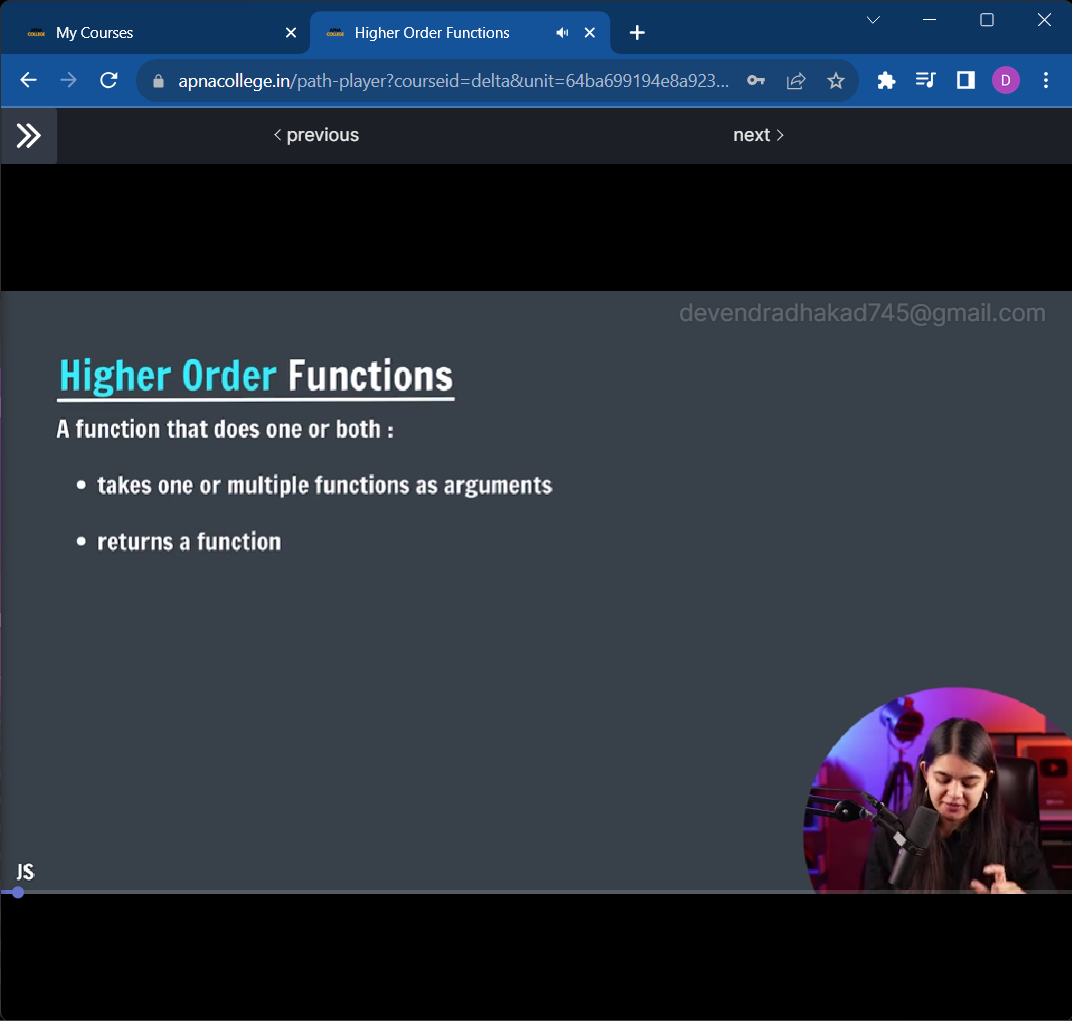 My Courses
Higher Order Functions
apnacollege.in/path-player?courseid=delta&unit=64ba699194e8a923...
D
previous
next
devendradhakad745@gmail.com
Higher Order Functions
A function that does one or both :
• takes one or multiple functions as arguments
• returns a function
JS